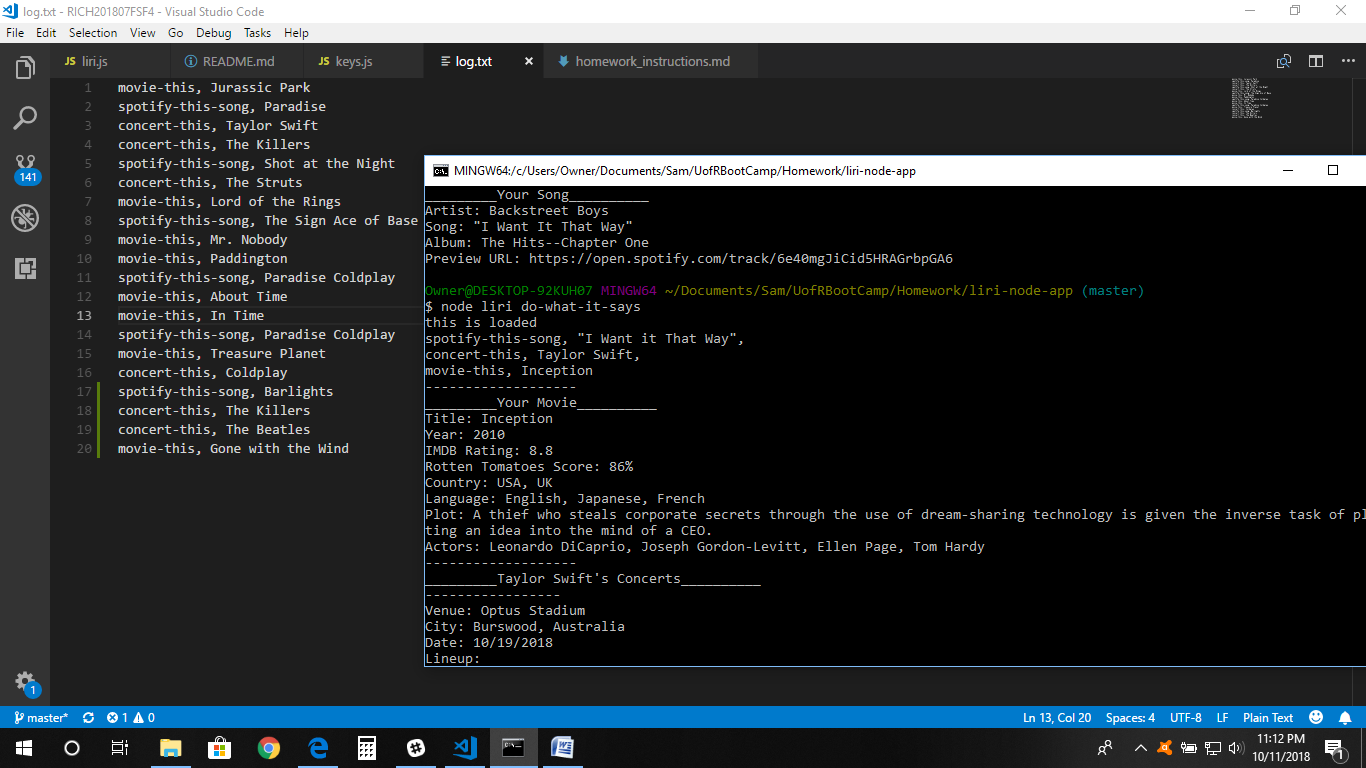 log.txt - RICH201807FSF4 - Visual Studio Code
File Edit Selection View Go Debug Tasks Help
JS liri.js README.md JS keys.js log.txt homework_instructions.md
1 movie-this, Jurassic Park
2 spotify-this-song, Paradise
3 concert-this, Taylor Swift
4 concert-this, The Killers
5 spotify-this-song, Shot at the Night
6 concert-this, The Struts
7 movie-this, Lord of the Rings
8 spotify-this-song, The Sign Ace of Base
9 movie-this, Mr. Nobody
10 movie-this, Paddington
11 spotify-this-song, Paradise Coldplay
12 movie-this, About Time
13 movie-this, In Time
14 spotify-this-song, Paradise Coldplay
15 movie-this, Treasure Planet
16 concert-this, Coldplay
17 spotify-this-song, Barlights
18 concert-this, The Killers
19 concert-this, The Beatles
20 movie-this, Gone with the Wind
141
1
MINGW64:/c/Users/Owner/Documents/Sam/UofRBootCamp/Homework/liri-node-app
_________Your Song__________
Artist: Backstreet Boys
Song: "I Want It That Way"
Album: The Hits--Chapter One
Preview URL: https://open.spotify.com/track/6e40mgJiCid5HRAGrbpGA6
Owner@DESKTOP-92KUH07 MINGW64 ~/Documents/Sam/UofRBootCamp/Homework/liri-node-app (master)
$ node liri do-what-it-says
this is loaded
spotify-this-song, "I Want it That Way",
concert-this, Taylor Swift,
movie-this, Inception
-------------------
_________Your Movie__________
Title: Inception
Year: 2010
IMDB Rating: 8.8
Rotten Tomatoes Score: 86%
Country: USA, UK
Language: English, Japanese, French
Plot: A thief who steals corporate secrets through the use of dream-sharing technology is given the inverse task of pl
ting an idea into the mind of a CEO.
Actors: Leonardo DiCaprio, Joseph Gordon-Levitt, Ellen Page, Tom Hardy
-------------------
_________Taylor Swift's Concerts__________
-----------------
Venue: Optus Stadium
City: Burswood, Australia
Date: 10/19/2018
Lineup:
master* 1 0 Ln 13, Col 20 Spaces: 4 UTF-8 LF Plain Text
11:12 PM
10/11/2018
1